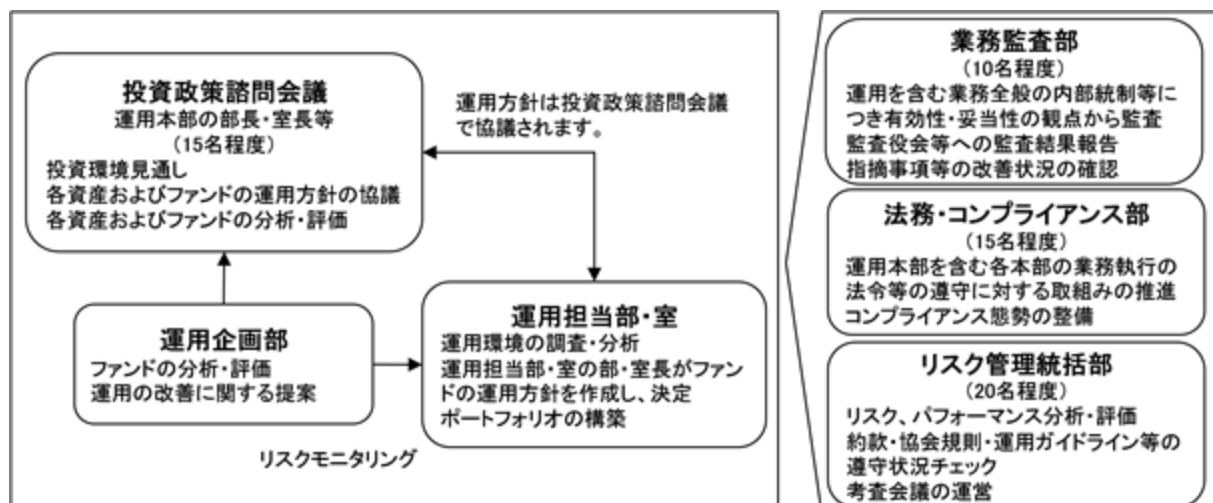 投資政策諮問会議
運用本部の部長・室長等
(15名程度)
投資環境見通し
各資産およびファンドの運用方針の協議
各資産およびファンドの分析・評価
運用方針は投資政策諮問会議
で協議されます。
運用企画部
ファンドの分析・評価
運用の改善に関する提案
運用担当部・室
運用環境の調査・分析
運用担当部・室の部・室長がファン
ドの運用方針を作成し、決定
ポートフォリオの構築
リスクモニタリング
業務監査部
(10名程度)
運用を含む業務全般の内部統制等に
つき有効性・妥当性の観点から監査
監査役会等への監査結果報告
指摘事項等の改善状況の確認
法務・コンプライアンス部
(15名程度)
運用本部を含む各本部の業務執行の
法令等の遵守に対する取組みの推進
コンプライアンス態勢の整備
リスク管理統括部
(20名程度)
リスク、パフォーマンス分析・評価
約款・協会規則・運用ガイドライン等の
遵守状況チェック
考査会議の運営